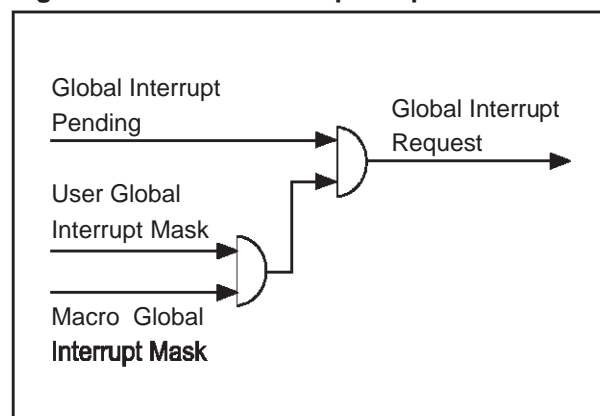 Global Interrupt
Pending
Global Interrupt
Request
User Global
Interrupt Mask
Macro Global
Interrupt Mask